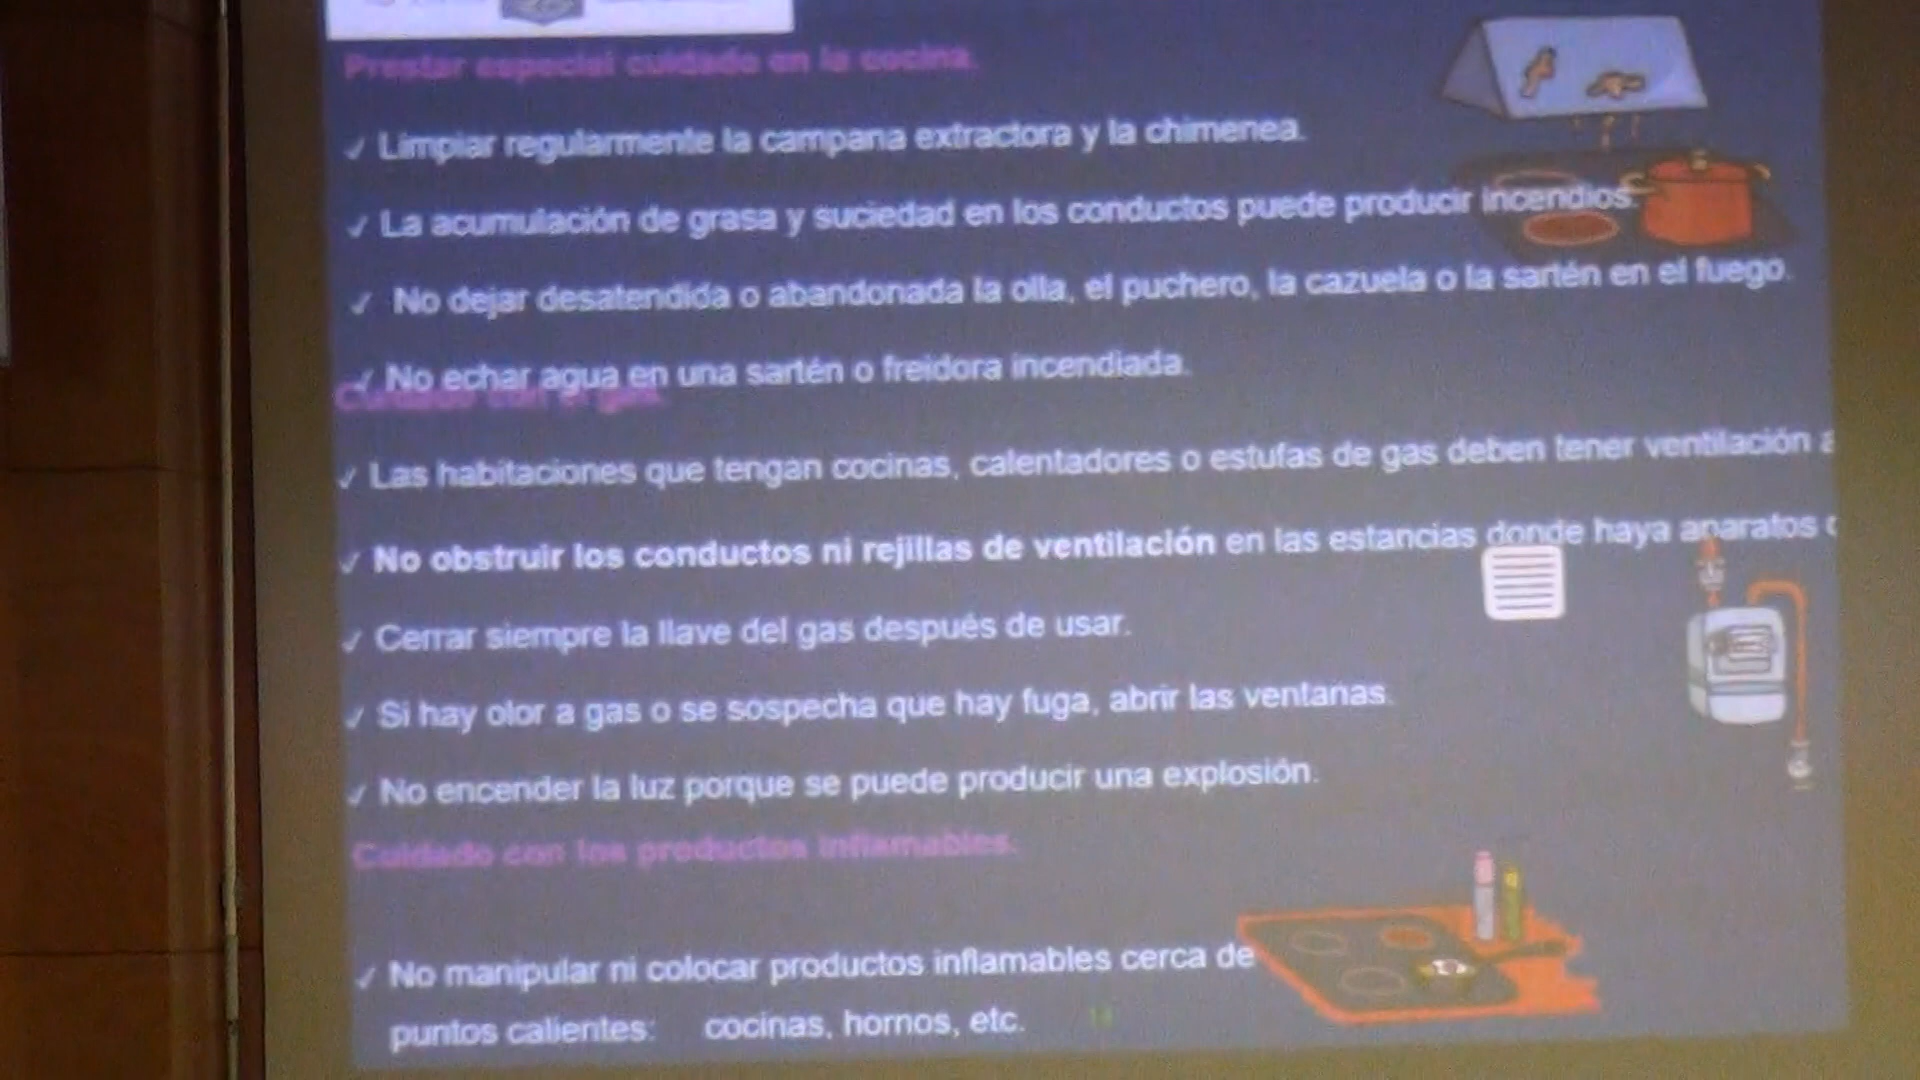 Prestar especial cuidado en la cocina.
✓ Limpiar regularmente la campana extractora y la chimenea.
✓ La acumulación de grasa y suciedad en los conductos puede producir incendios.
✓ No dejar desatendida o abandonada la olla, el puchero, la cazuela o la sartén en el fuego.
✓ No echar agua en una sartén o freidora incendiada.
Cuidado con el gas.
✓ Las habitaciones que tengan cocinas, calentadores o estufas de gas deben tener ventilación a
✓ No obstruir los conductos ni rejillas de ventilación en las estancias donde haya aparatos
✓ Cerrar siempre la llave del gas después de usar.
✓ Si hay olor a gas o se sospecha que hay fuga, abrir las ventanas.
✓ No encender la luz porque se puede producir una explosión.
Cuidado con los productos inflamables.
✓ No manipular ni colocar productos inflamables cerca de
puntos calientes: cocinas, hornos, etc.